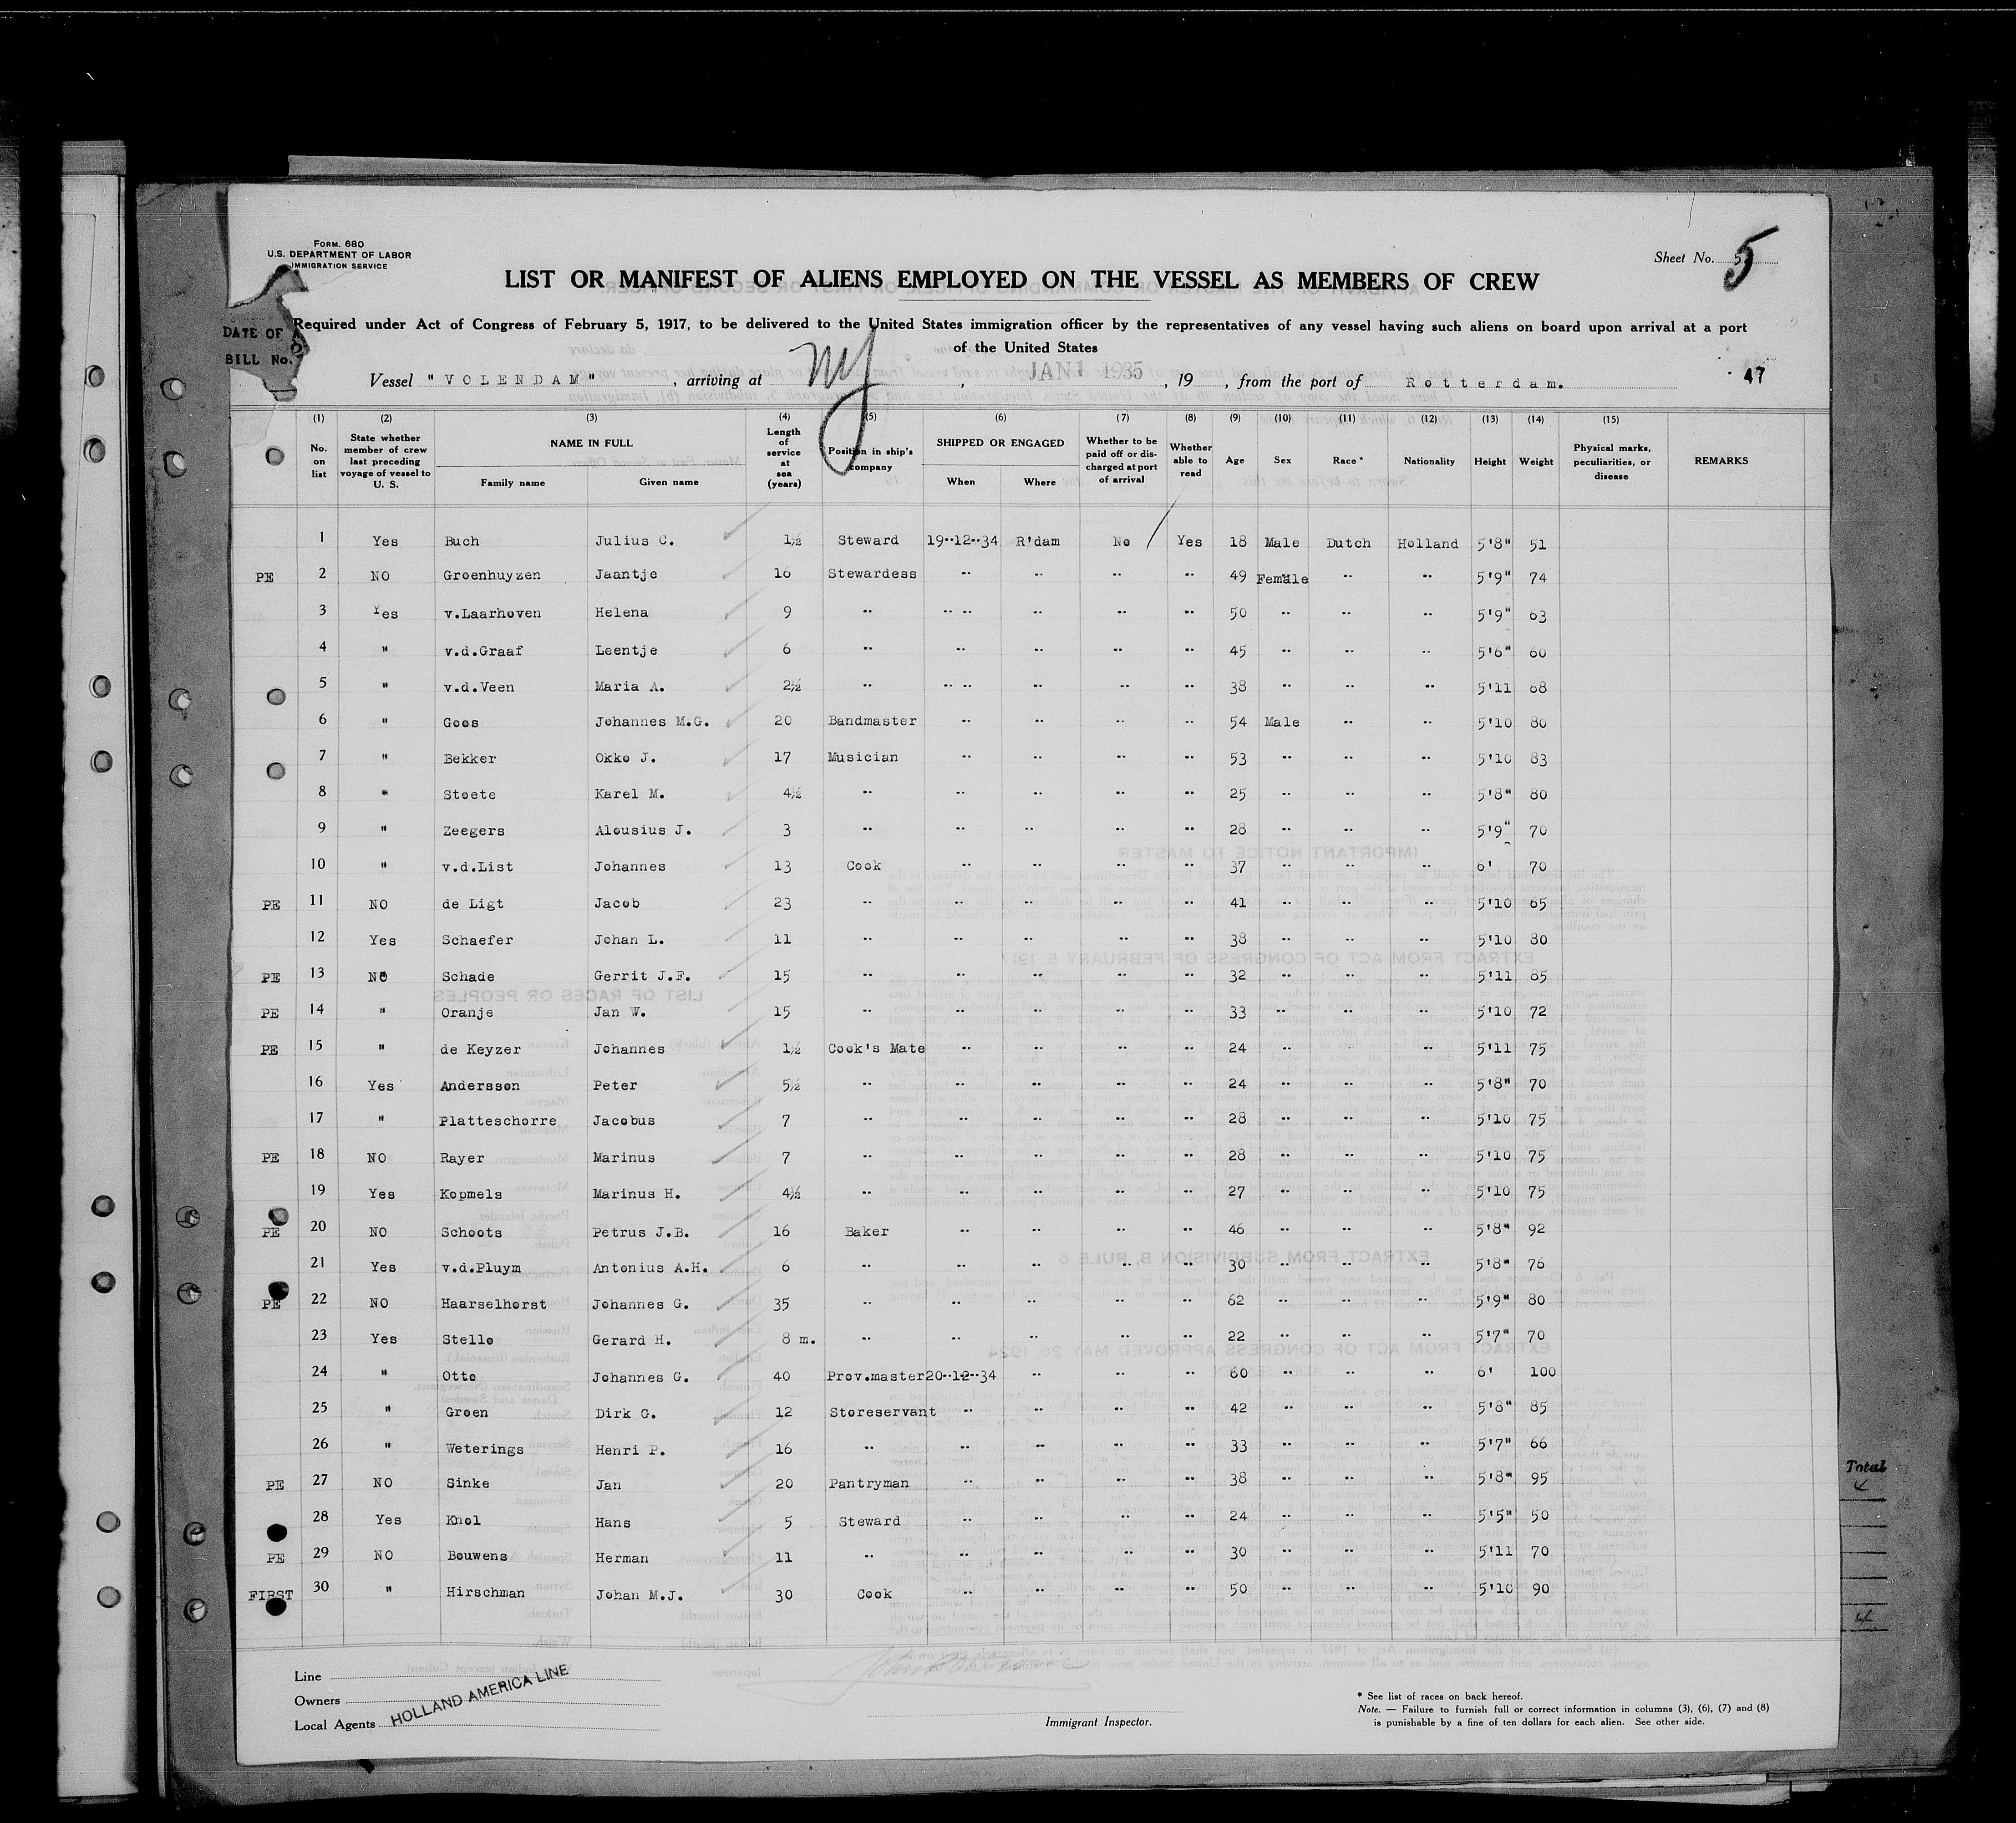 FORM. 680
U.S. DEPARTMENT OF LABOR
IMMIGRATION SERVICE
Sheet No. 5
LIST OR MANIFEST OF ALIENS EMPLOYED ON THE VESSEL AS MEMBERS OF CREW
DATE OF
BILL No.
Required under Act of Congress of February 5, 1917, to be delivered to the United States immigration officer by the representatives of any vessel having such aliens on board upon arrival at a port
of the United States
Vessel "VOLENDAM", arriving at NY, JAN 1 1935, 19 , from the port of Rotterdam. 47
(1) (2) (3) (4) (5) (6) (7) (8) (9) (10) (11) (12) (13) (14) (15)
No. on list State whether member of crew last preceding voyage of vessel to U. S. NAME IN FULL Family name Given name Length of service at sea (years) Position in ship's company SHIPPED OR ENGAGED When Where Whether to be paid off or discharged at port of arrival Whether able to read Age Sex Race* Nationality Height Weight Physical marks, peculiarities, or disease REMARKS
1 Yes Buch Julius C. 1½ Steward 19--12--34 R'dam No Yes 18 Male Dutch Holland 5'8" 51
PE 2 NO Groenhuyzen Jaantje 16 Stewardess -- -- -- -- 49 Female -- -- 5'9" 74
3 Yes v.Laarhoven Helena 9 -- -- -- -- -- -- 50 -- -- -- 5'9" 63
4 " v.d.Graaf Leentje 6 -- -- -- -- -- 45 -- -- -- 5'6" 60
5 " v.d.Veen Maria A. 2½ -- -- -- -- -- -- 38 -- -- -- 5'11 68
6 " Goos Johannes M.G. 20 Bandmaster -- -- -- -- 54 Male -- -- 5'10 80
7 " Bekker Okko J. 17 Musician -- -- -- -- 53 -- -- -- 5'10 83
8 " Stoete Karel M. 4½ -- -- -- -- -- 25 -- -- -- 5'8" 80
9 " Zeegers Alousius J. 3 -- -- -- -- -- 28 -- -- -- 5'9" 70
10 " v.d.List Johannes 13 Cook -- -- -- -- 37 -- -- -- 6' 70
PE 11 NO de Ligt Jacob 23 -- -- -- -- -- 41 -- -- -- 5'10 65
12 Yes Schaefer Johan L. 11 -- -- -- -- -- 38 -- -- -- 5'10 80
PE 13 NO Schade Gerrit J.F. 15 -- -- -- -- -- 32 -- -- -- 5'11 85
PE 14 " Oranje Jan W. 15 -- -- -- -- -- 33 -- -- -- 5'10 72
PE 15 " de Keyzer Johannes 1½ Cook's Mate -- -- -- -- 24 -- -- -- 5'11 75
16 Yes Andersson Peter 5½ -- -- -- -- -- 24 -- -- -- 5'8" 70
17 " Platteschorre Jacobus 7 -- -- -- -- -- 28 -- -- -- 5'10 75
PE 18 NO Rayer Marinus 7 -- -- -- -- -- 28 -- -- -- 5'10 75
19 Yes Kopmels Marinus H. 4½ -- -- -- -- -- 27 -- -- -- 5'10 75
PE 20 NO Schoots Petrus J.B. 16 Baker -- -- -- -- 46 -- -- -- 5'8" 92
21 Yes v.d.Pluym Antonius A.H. 6 -- -- -- -- -- 30 -- -- -- 5'8" 76
PE 22 NO Haarselhorst Johannes G. 35 -- -- -- -- -- 62 -- -- -- 5'9" 80
23 Yes Stello Gerard H. 8 m. -- -- -- -- -- 22 -- -- -- 5'7" 70
24 " Otto Johannes G. 40 Prov.master 20--12--34 -- -- -- 60 -- -- -- 6' 100
25 " Groen Dirk G. 12 Storeservant -- -- -- -- 42 -- -- -- 5'8" 85
26 " Weterings Henri P. 16 -- -- -- -- -- 33 -- -- -- 5'7" 66
PE 27 NO Sinke Jan 20 Pantryman -- -- -- -- 38 -- -- -- 5'8" 95
28 Yes Knol Hans 5 Steward -- -- -- -- 24 -- -- -- 5'5" 50
PE 29 NO Bouwens Herman 11 -- -- -- -- -- 30 -- -- -- 5'11 70
FIRST 30 " Hirschman Johan M.J. 30 Cook -- -- -- -- 50 -- -- -- 5'10 90
Total
Line
Owners
Local Agents
HOLLAND AMERICA LINE
Immigrant Inspector.
* See list of races on back hereof.
Note. — Failure to furnish full or correct information in columns (3), (6), (7) and (8)
is punishable by a fine of ten dollars for each alien. See other side.